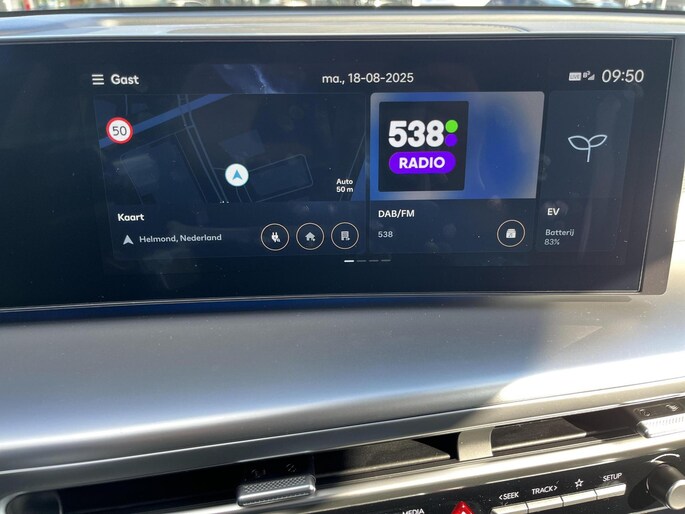 Gast
ma., 18-08-2025
09:50
50
Auto
50 m
Kaart
Helmond, Nederland
538
RADIO
DAB/FM
538
EV
Batterij
83%
MEDIA
<SEEK
TRACK>
☆
SETUP